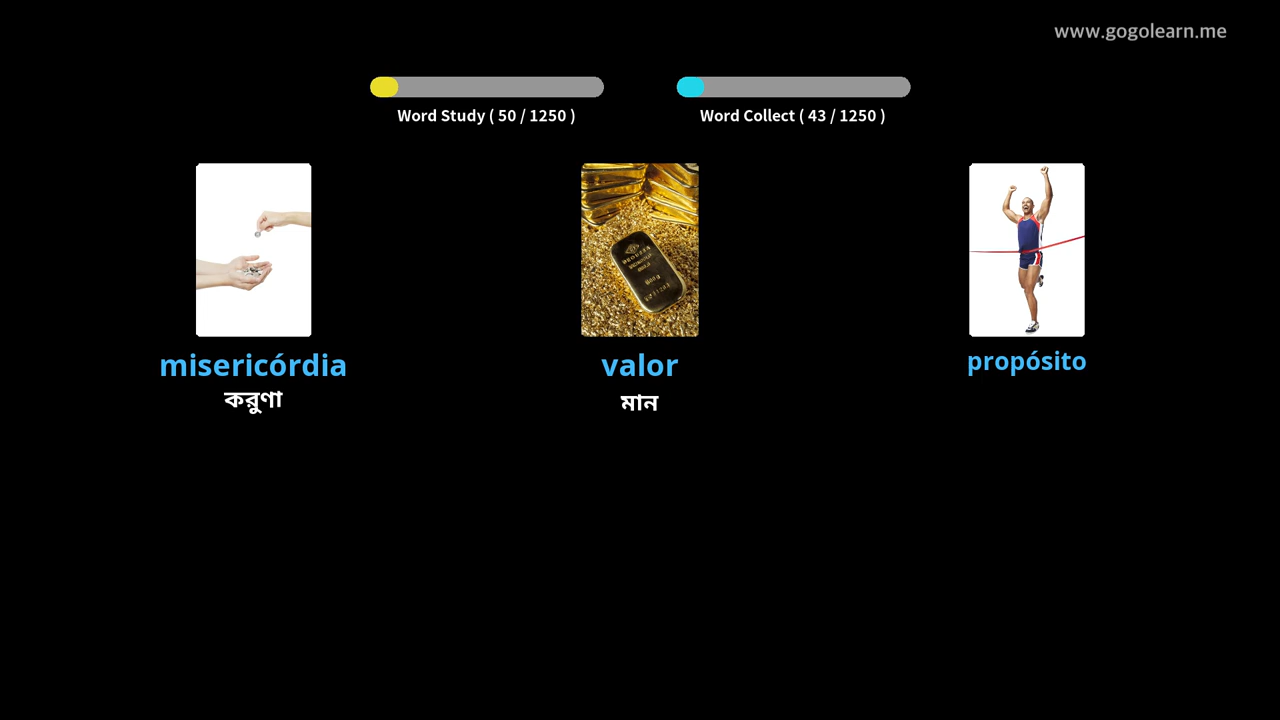 www.gogolearn.me
Word Study ( 50 / 1250 )
Word Collect ( 43 / 1250 )
misericórdia
করুণা
valor
মান
propósito